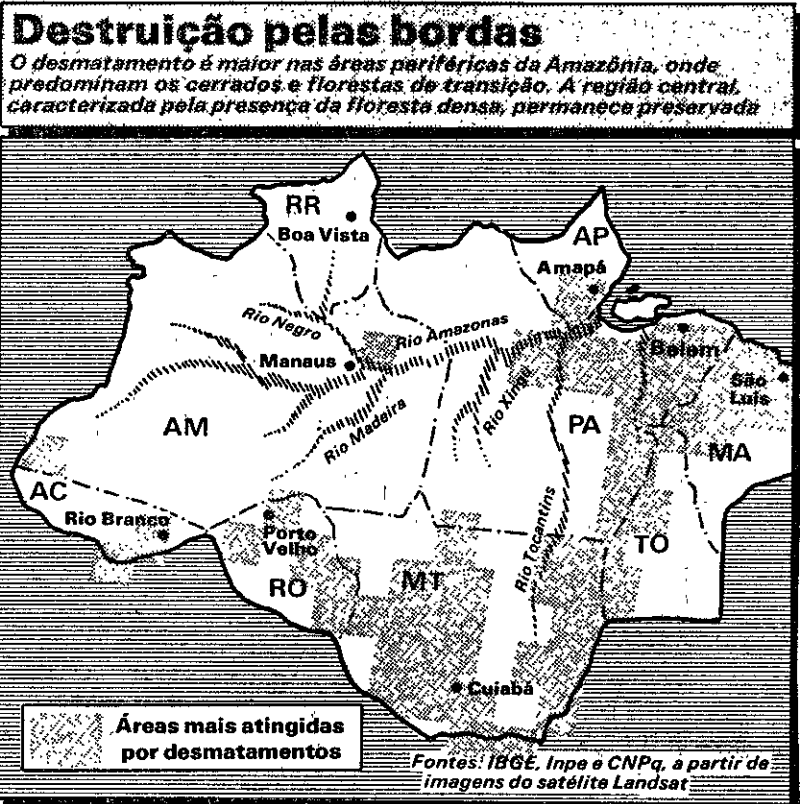 Destruição pelas bordas
O desmatamento é maior nas áreas periféricas da Amazônia, onde
predominam os cerrados e florestas de transição. A região central,
caracterizada pela presença da floresta densa, permanece preservada
RR
Boa Vista
AP
Amapá
Rio Negro
Rio Amazonas
Manaus
Belem
São
Luis
Rio Xingu
Rio Madeira
AM
PA
MA
AC
Rio Branco
Porto
Velho
Rio Tocantins
TO
RO
MT
Cuiabá
Áreas mais atingidas
por desmatamentos
Fontes: IBGE, Inpe e CNPq, a partir de
imagens do satélite Landsat